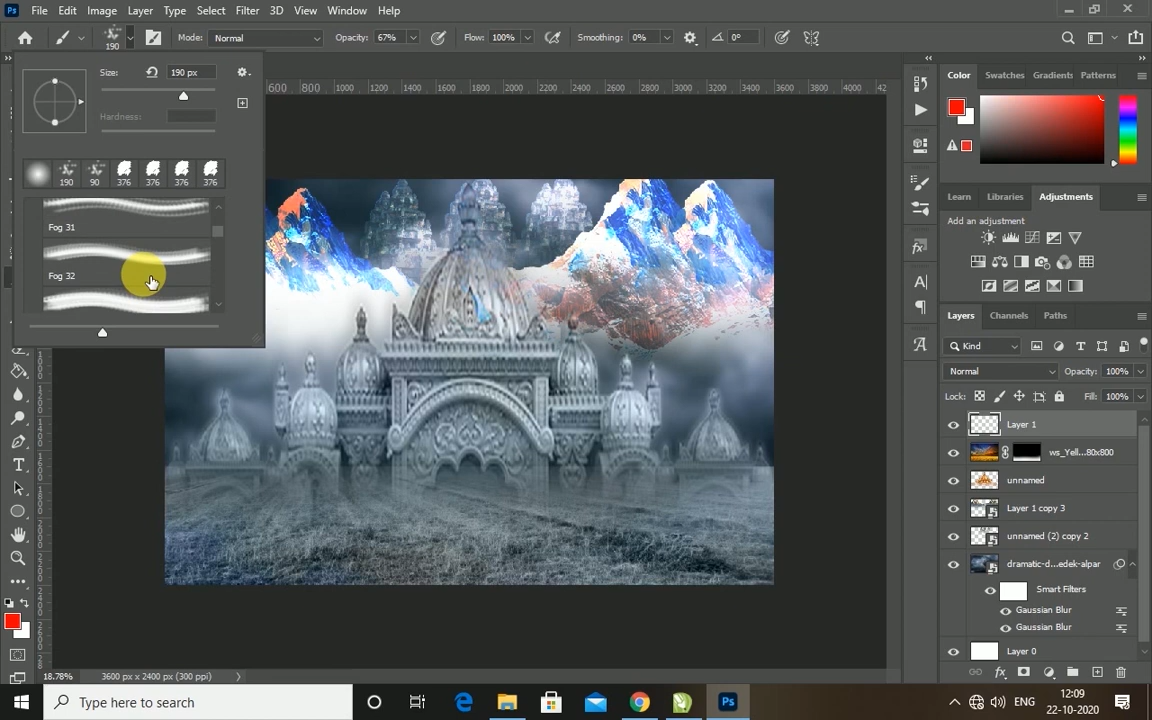 Ps File Edit Image Layer Type Select Filter 3D View Window Help
190 Mode: Normal Opacity: 67% Flow: 100% Smoothing: 0% 0°
Size: 190 px
Hardness:
190 90 376 376 376 376
Fog 31
Fog 32
600 800 1000 1200 1400 1600 1800 2000 2200 2400 2600 2800 3000 3200 3400 3600 3800 4000 42
Color Swatches Gradients Patterns
Learn Libraries Adjustments
Add an adjustment
Layers Channels Paths
Kind
Normal Opacity: 100%
Lock: Fill: 100%
Layer 1
ws_Yell...80x800
unnamed
Layer 1 copy 3
unnamed (2) copy 2
dramatic-d...edek-alpar
Smart Filters
Gaussian Blur
Gaussian Blur
Layer 0
18.78% 3600 px x 2400 px (300 ppi)
Type here to search
ENG
12:09
22-10-2020